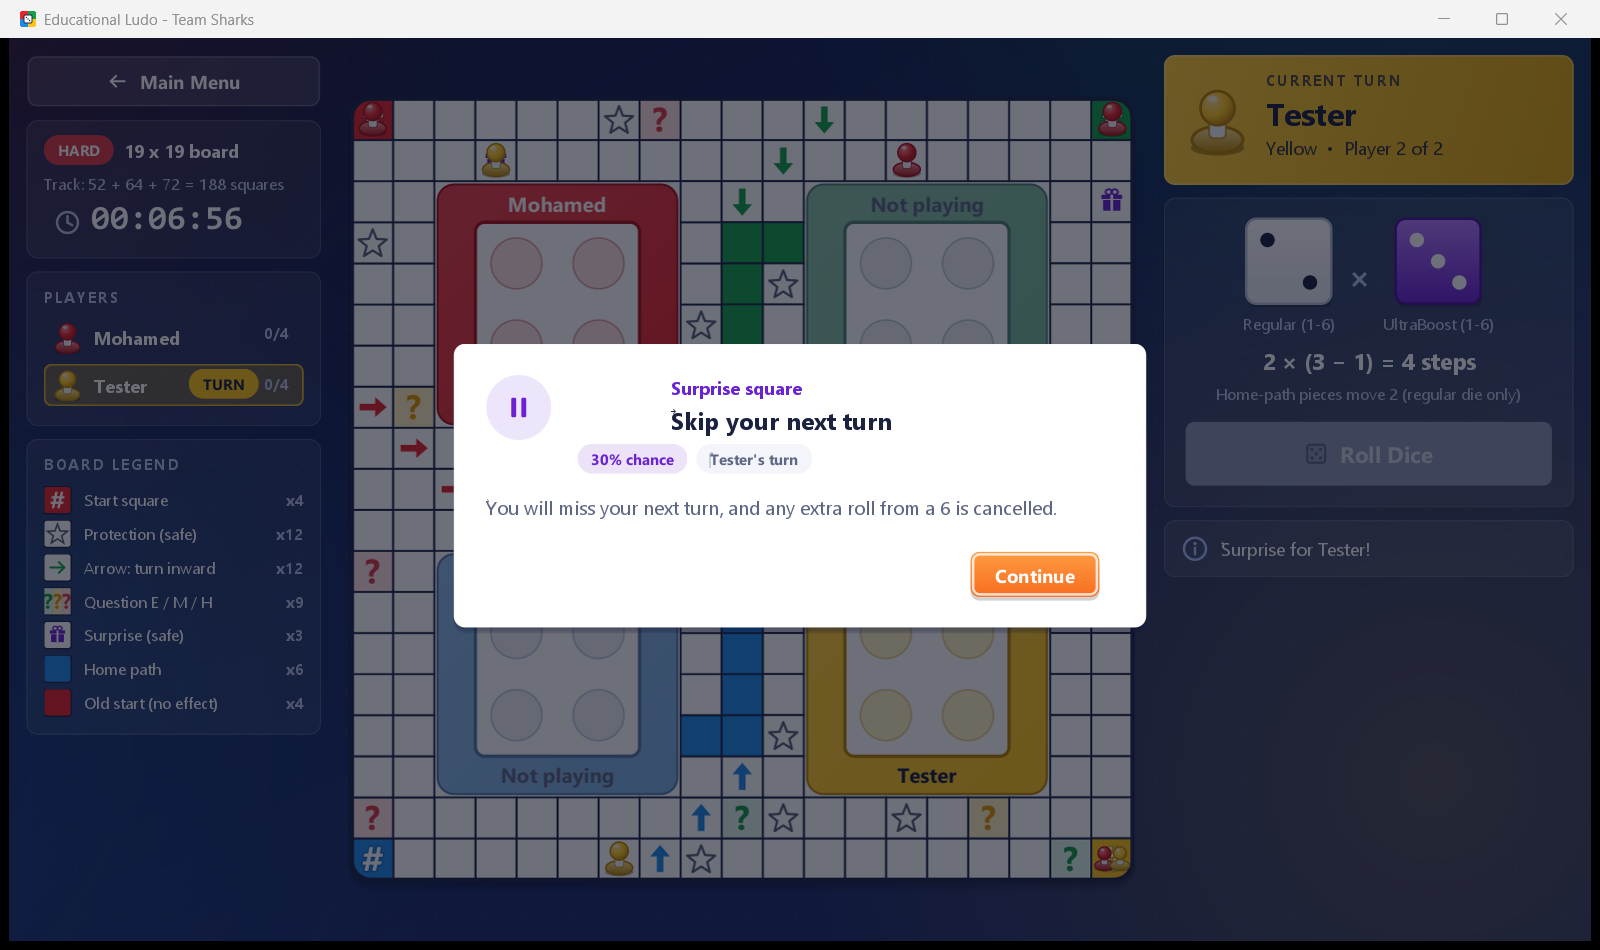 Educational Ludo - Team Sharks
← Main Menu
HARD 19 x 19 board
Track: 52 + 64 + 72 = 188 squares
00:06:56
PLAYERS
Mohamed 0/4
Tester TURN 0/4
BOARD LEGEND
# Start square x4
Protection (safe) x12
Arrow: turn inward x12
??? Question E / M / H x9
Surprise (safe) x3
Home path x6
Old start (no effect) x4
?
Mohamed
Not playing
?
Surprise square
Skip your next turn
30% chance
Tester's turn
You will miss your next turn, and any extra roll from a 6 is cancelled.
Continue
?
Not playing
Tester
? ? ?
# ?
CURRENT TURN
Tester
Yellow • Player 2 of 2
×
Regular (1-6) UltraBoost (1-6)
2 × (3 − 1) = 4 steps
Home-path pieces move 2 (regular die only)
Roll Dice
Surprise for Tester!